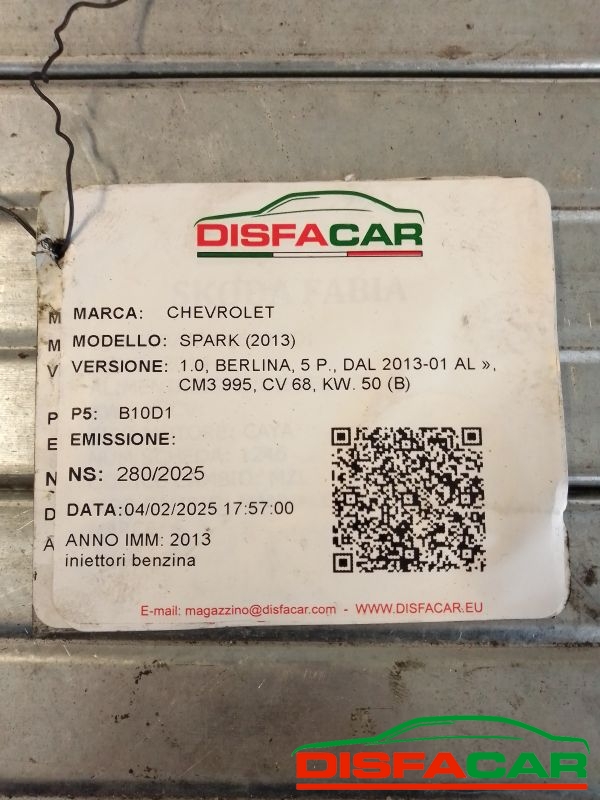 DISFACAR
SKODA FABIA
M MARCA: CHEVROLET
M MODELLO: SPARK (2013)
V VERSIONE: 1.0, BERLINA, 5 P., DAL 2013-01 AL »,
CM3 995, CV 68, KW. 50 (B)
P P5: B10D1
E EMISSIONE:
N NS: 280/2025
D DATA:04/02/2025 17:57:00
A ANNO IMM: 2013
iniettori benzina
E-mail: magazzino@disfacar.com - WWW.DISFACAR.EU
DISFACAR